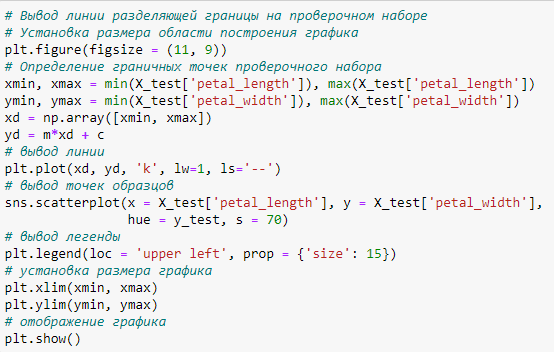 # Вывод линии разделяющей границы на проверочном наборе
# Установка размера области построения графика
plt.figure(figsize = (11, 9))
# Определение граничных точек проверочного набора
xmin, xmax = min(X_test['petal_length']), max(X_test['petal_length'])
ymin, ymax = min(X_test['petal_width']), max(X_test['petal_width'])
xd = np.array([xmin, xmax])
yd = m*xd + c
# вывод линии
plt.plot(xd, yd, 'k', lw=1, ls='--')
# вывод точек образцов
sns.scatterplot(x = X_test['petal_length'], y = X_test['petal_width'],
                hue = y_test, s = 70)
# вывод легенды
plt.legend(loc = 'upper left', prop = {'size': 15})
# установка размера графика
plt.xlim(xmin, xmax)
plt.ylim(ymin, ymax)
# отображение графика
plt.show()